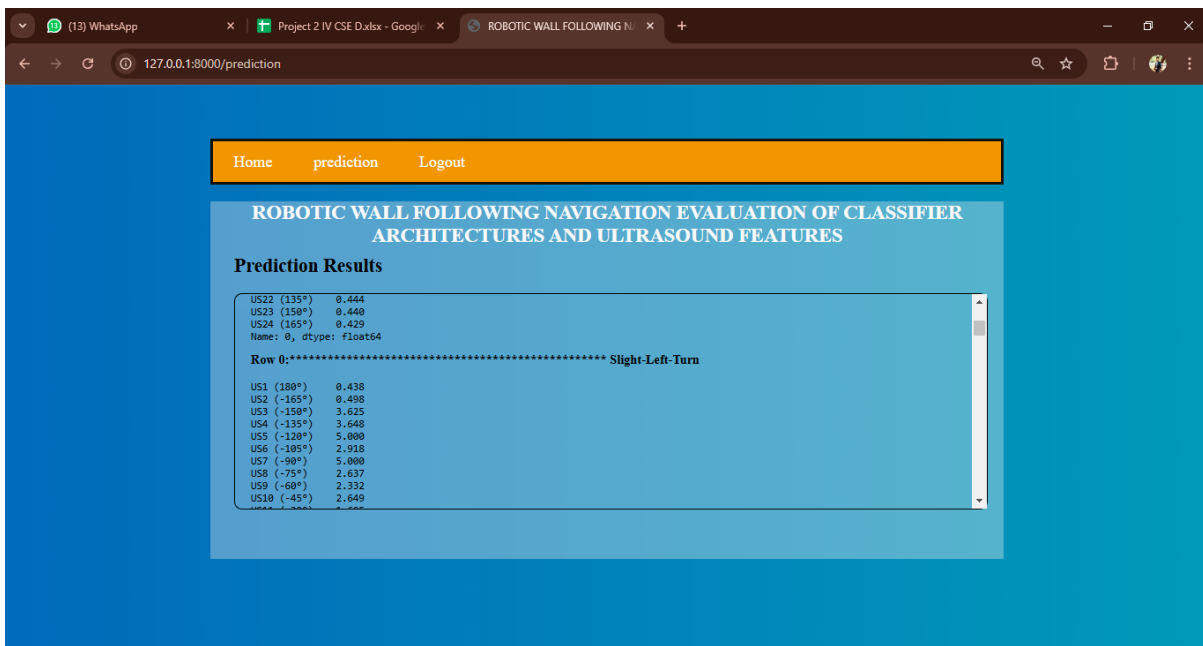 (13) WhatsApp
Project 2 IV CSE D.xlsx - Google
ROBOTIC WALL FOLLOWING N
127.0.0.1:8000/prediction
Home prediction Logout
ROBOTIC WALL FOLLOWING NAVIGATION EVALUATION OF CLASSIFIER
ARCHITECTURES AND ULTRASOUND FEATURES
Prediction Results
US22 (135°) 0.444
US23 (150°) 0.440
US24 (165°) 0.429
Name: 0, dtype: float64
Row 0:************************************************** Slight-Left-Turn
US1 (180°) 0.438
US2 (-165°) 0.498
US3 (-150°) 3.625
US4 (-135°) 3.648
US5 (-120°) 5.000
US6 (-105°) 2.918
US7 (-90°) 5.000
US8 (-75°) 2.637
US9 (-60°) 2.332
US10 (-45°) 2.649